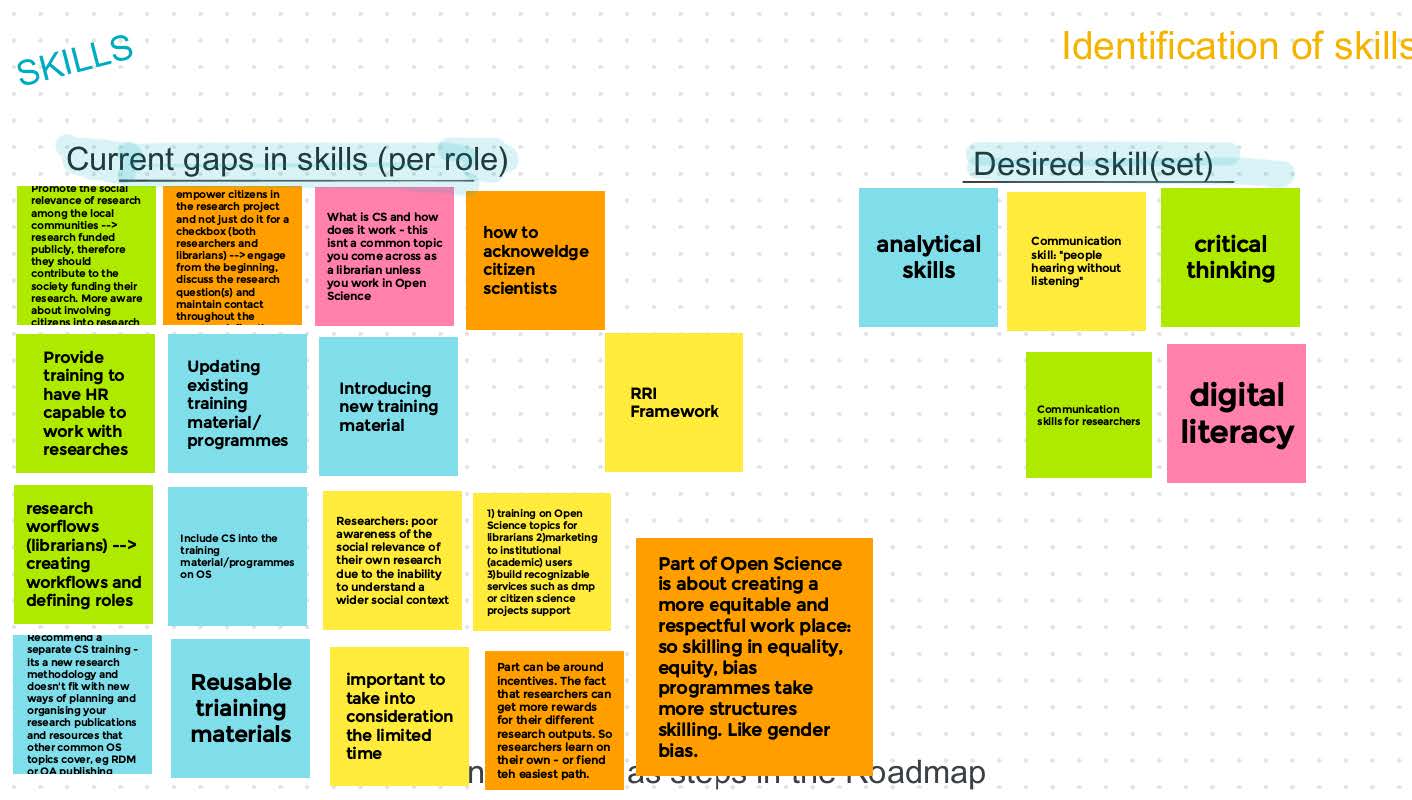 SKILLS
Identification of skills
Current gaps in skills (per role)
Desired skill(set)
Promote the social
relevance of research
among the local
communities -->
research funded
publicly, therefore
they should
contribute to the
society funding their
research. More aware
about involving
citizens into research
empower citizens in
the research project
and not just do it for a
checkbox (both
researchers and
librarians) --> engage
from the beginning,
discuss the research
question(s) and
maintain contact
throughout the
What is CS and how
does it work - this
isnt a common topic
you come across as
a librarian unless
you work in Open
Science
how to
acknoweldge
citizen
scientists
analytical
skills
Communication
skill: "people
hearing without
listening"
critical
thinking
Provide
training to
have HR
capable to
work with
researches
Updating
existing
training
material/
programmes
Introducing
new training
material
RRI
Framework
Communication
skills for researchers
digital
literacy
research
worflows
(librarians) -->
creating
workflows and
defining roles
Include CS into the
training
material/programmes
on OS
Researchers: poor
awareness of the
social relevance of
their own research
due to the inability
to understand a
wider social context
1) training on Open
Science topics for
librarians 2)marketing
to institutional
(academic) users
3)build recognizable
services such as dmp
or citizen science
projects support
Part of Open Science
is about creating a
more equitable and
respectful work place:
so skilling in equality,
equity, bias
programmes take
more structures
skilling. Like gender
bias.
Recommend a
separate CS training -
its a new research
methodology and
doesn't fit with new
ways of planning and
organising your
research publications
and resources that
other common OS
topics cover, eg RDM
or OA publishing
Reusable
triaining
materials
important to
take into
consideration
the limited
time
Part can be around
incentives. The fact
that researchers can
get more rewards
for their different
research outputs. So
researchers learn on
their own - or fiend
teh easiest path.
as steps in the Roadmap